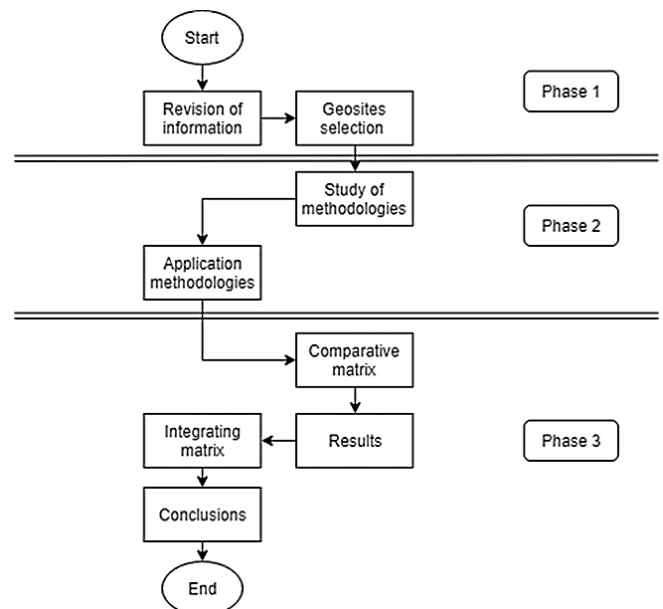 Start
Revision of
information
Geosites
selection
Phase 1
Study of
methodologies
Phase 2
Application
methodologies
Comparative
matrix
Integrating
matrix
Results
Phase 3
Conclusions
End